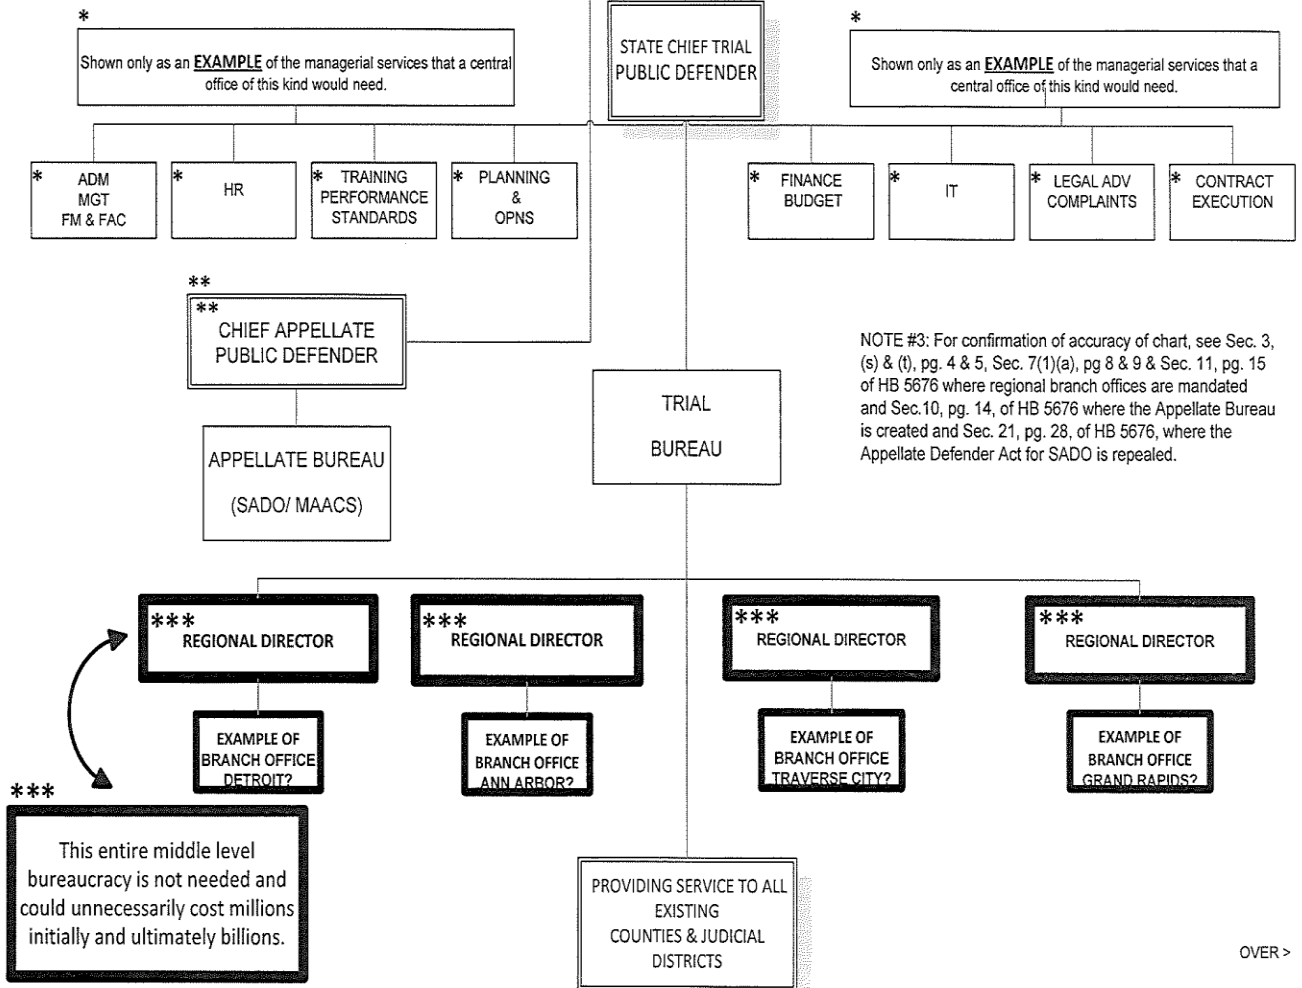 *
Shown only as an EXAMPLE of the managerial services that a central
office of this kind would need.
STATE CHIEF TRIAL
PUBLIC DEFENDER
*
Shown only as an EXAMPLE of the managerial services that a
central office of this kind would need.
* ADM
MGT
FM & FAC
* HR
* TRAINING
PERFORMANCE
STANDARDS
* PLANNING
&
OPNS
* FINANCE
BUDGET
* IT
* LEGAL ADV
COMPLAINTS
* CONTRACT
EXECUTION
**
**
CHIEF APPELLATE
PUBLIC DEFENDER
APPELLATE BUREAU
(SADO/ MAACS)
TRIAL
BUREAU
NOTE #3: For confirmation of accuracy of chart, see Sec. 3,
(s) & (t), pg. 4 & 5, Sec. 7(1)(a), pg 8 & 9 & Sec. 11, pg. 15
of HB 5676 where regional branch offices are mandated
and Sec.10, pg. 14, of HB 5676 where the Appellate Bureau
is created and Sec. 21, pg. 28, of HB 5676, where the
Appellate Defender Act for SADO is repealed.
***
REGIONAL DIRECTOR
***
REGIONAL DIRECTOR
***
REGIONAL DIRECTOR
***
REGIONAL DIRECTOR
EXAMPLE OF
BRANCH OFFICE
DETROIT?
EXAMPLE OF
BRANCH OFFICE
ANN ARBOR?
EXAMPLE OF
BRANCH OFFICE
TRAVERSE CITY?
EXAMPLE OF
BRANCH OFFICE
GRAND RAPIDS?
***
This entire middle level
bureaucracy is not needed and
could unnecessarily cost millions
initially and ultimately billions.
PROVIDING SERVICE TO ALL
EXISTING
COUNTIES & JUDICIAL
DISTRICTS
OVER >